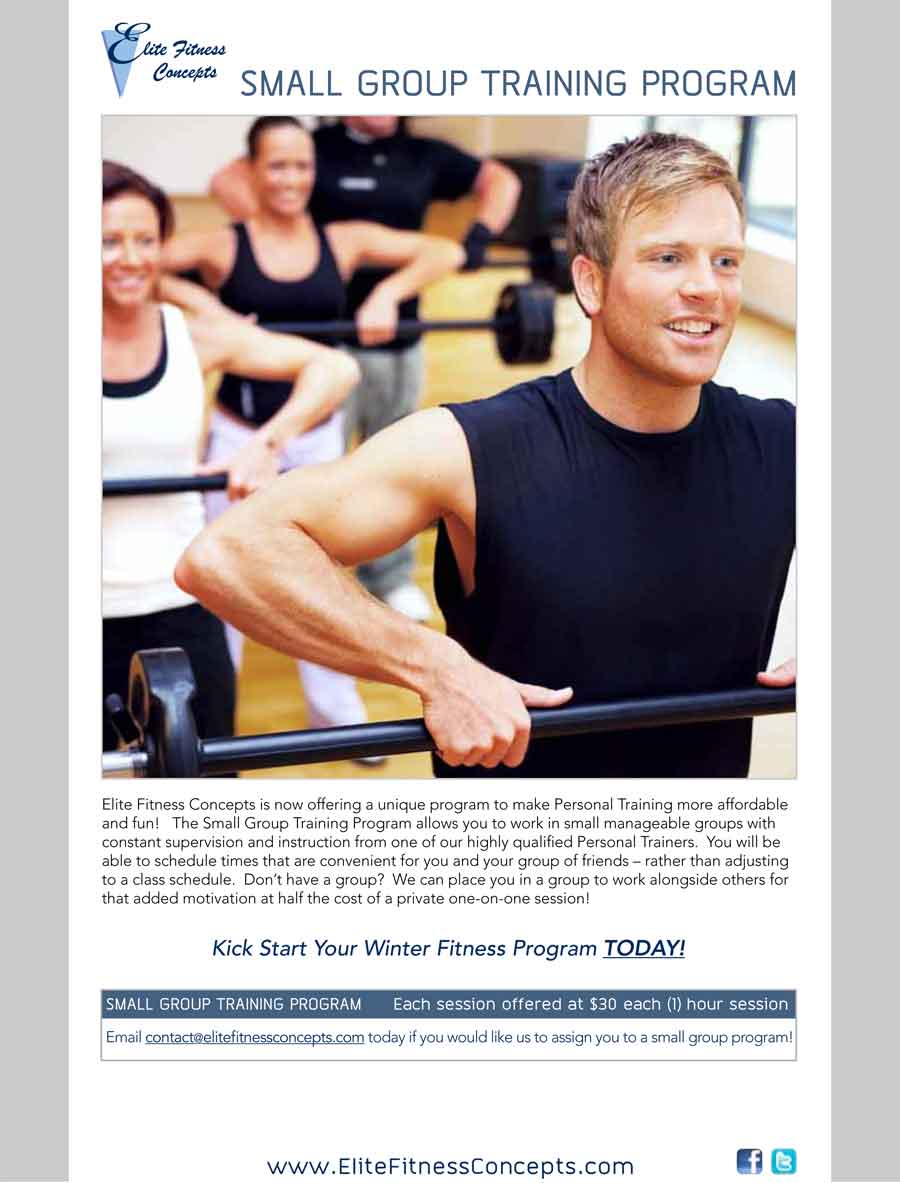 Elite Fitness
Concepts
SMALL GROUP TRAINING PROGRAM
Elite Fitness Concepts is now offering a unique program to make Personal Training more affordable
and fun!   The Small Group Training Program allows you to work in small manageable groups with
constant supervision and instruction from one of our highly qualified Personal Trainers.  You will be
able to schedule times that are convenient for you and your group of friends – rather than adjusting
to a class schedule.  Don't have a group?  We can place you in a group to work alongside others for
that added motivation at half the cost of a private one-on-one session!
Kick Start Your Winter Fitness Program TODAY!
SMALL GROUP TRAINING PROGRAM Each session offered at $30 each (1) hour session
Email contact@elitefitnessconcepts.com today if you would like us to assign you to a small group program!
www.EliteFitnessConcepts.com